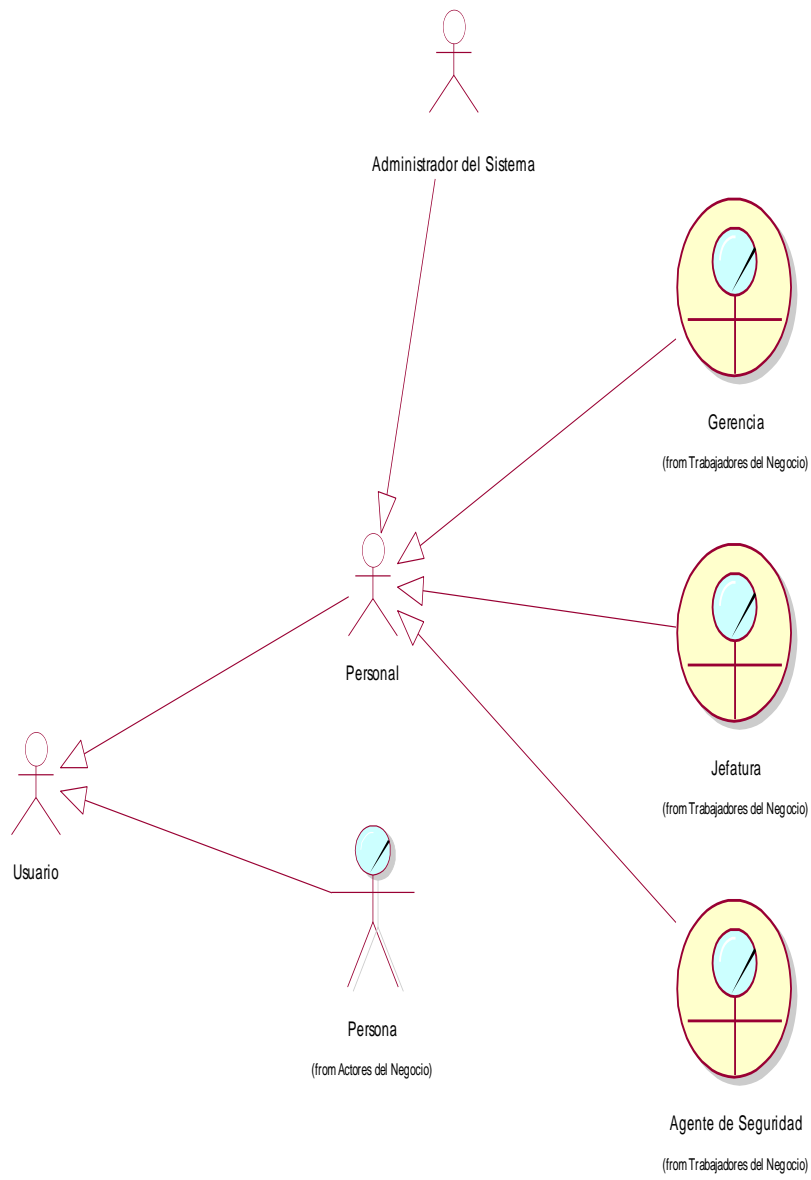 Administrador del Sistema
Gerencia
(from Trabajadores del Negocio)
Personal
Jefatura
(from Trabajadores del Negocio)
Usuario
Persona
(from Actores del Negocio)
Agente de Seguridad
(from Trabajadores del Negocio)